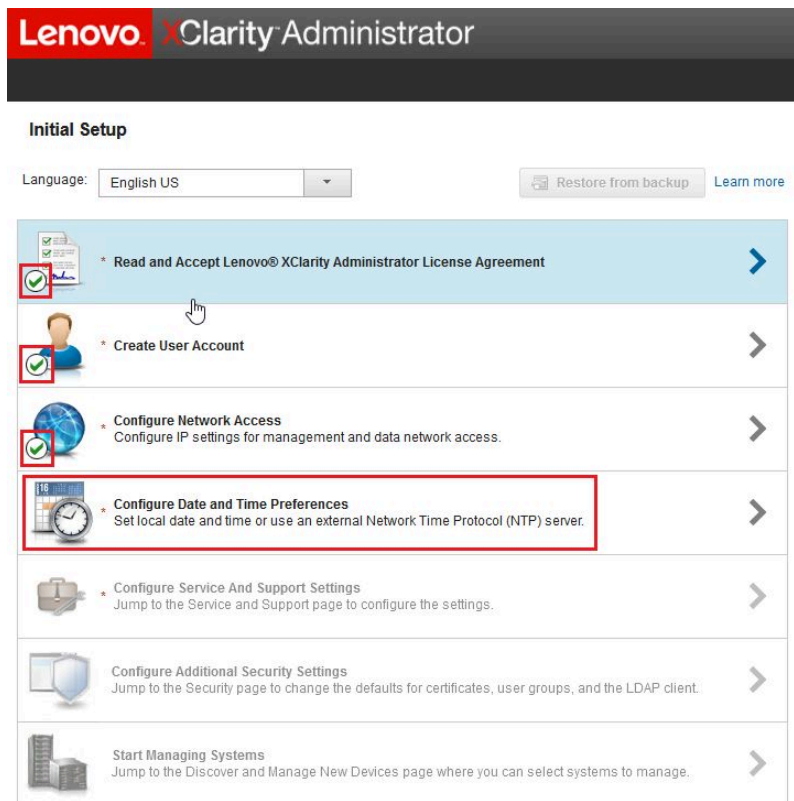 Lenovo. XClarity Administrator
Initial Setup
Language: English US Restore from backup Learn more
* Read and Accept Lenovo® XClarity Administrator License Agreement
* Create User Account
* Configure Network Access
Configure IP settings for management and data network access.
16
* Configure Date and Time Preferences
Set local date and time or use an external Network Time Protocol (NTP) server.
* Configure Service And Support Settings
Jump to the Service and Support page to configure the settings.
Configure Additional Security Settings
Jump to the Security page to change the defaults for certificates, user groups, and the LDAP client.
Start Managing Systems
Jump to the Discover and Manage New Devices page where you can select systems to manage.